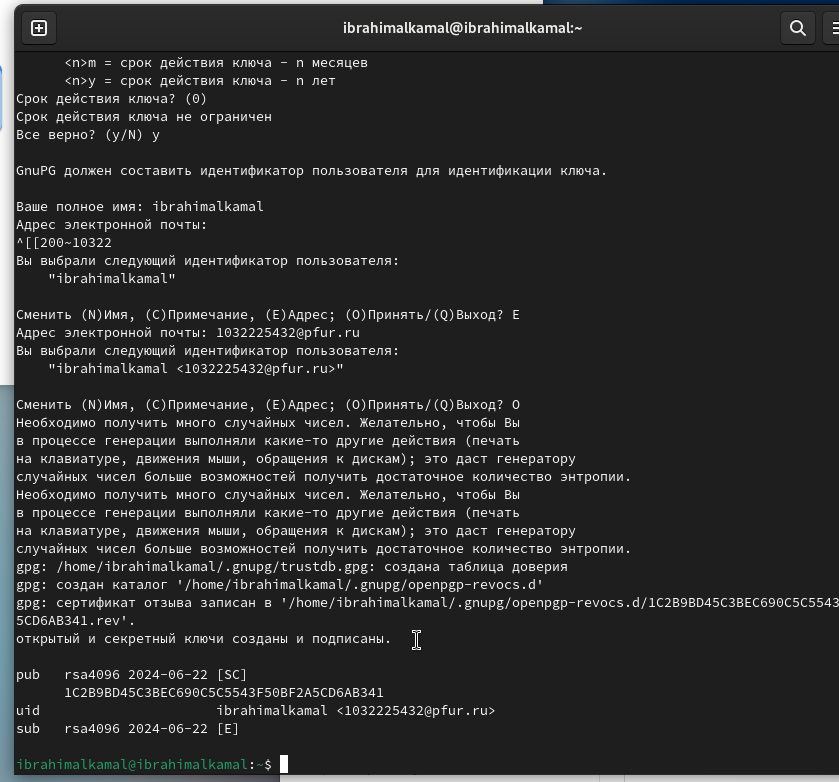 ibrahimalkamal@ibrahimalkamal:~
<n>m = срок действия ключа - n месяцев
<n>y = срок действия ключа - n лет
Срок действия ключа? (0)
Срок действия ключа не ограничен
Все верно? (y/N) y
GnuPG должен составить идентификатор пользователя для идентификации ключа.
Ваше полное имя: ibrahimalkamal
Адрес электронной почты:
^[[200~10322
Вы выбрали следующий идентификатор пользователя:
"ibrahimalkamal"
Сменить (N)Имя, (C)Примечание, (E)Адрес; (O)Принять/(Q)Выход? E
Адрес электронной почты: 1032225432@pfur.ru
Вы выбрали следующий идентификатор пользователя:
"ibrahimalkamal <1032225432@pfur.ru>"
Сменить (N)Имя, (C)Примечание, (E)Адрес; (O)Принять/(Q)Выход? O
Необходимо получить много случайных чисел. Желательно, чтобы Вы
в процессе генерации выполняли какие-то другие действия (печать
на клавиатуре, движения мыши, обращения к дискам); это даст генератору
случайных чисел больше возможностей получить достаточное количество энтропии.
Необходимо получить много случайных чисел. Желательно, чтобы Вы
в процессе генерации выполняли какие-то другие действия (печать
на клавиатуре, движения мыши, обращения к дискам); это даст генератору
случайных чисел больше возможностей получить достаточное количество энтропии.
gpg: /home/ibrahimalkamal/.gnupg/trustdb.gpg: создана таблица доверия
gpg: создан каталог '/home/ibrahimalkamal/.gnupg/openpgp-revocs.d'
gpg: сертификат отзыва записан в '/home/ibrahimalkamal/.gnupg/openpgp-revocs.d/1C2B9BD45C3BEC690C5C5543
5CD6AB341.rev'.
открытый и секретный ключи созданы и подписаны.
pub rsa4096 2024-06-22 [SC]
1C2B9BD45C3BEC690C5C5543F50BF2A5CD6AB341
uid ibrahimalkamal <1032225432@pfur.ru>
sub rsa4096 2024-06-22 [E]
ibrahimalkamal@ibrahimalkamal:~$